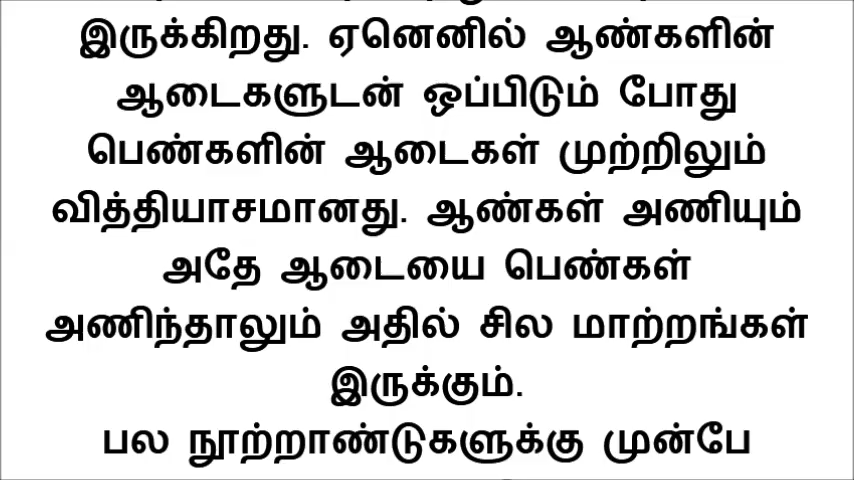 இருக்கிறது. ஏனெனில் ஆண்களின்
ஆடைகளுடன் ஒப்பிடும் போது
பெண்களின் ஆடைகள் முற்றிலும்
வித்தியாசமானது. ஆண்கள் அணியும்
அதே ஆடையை பெண்கள்
அணிந்தாலும் அதில் சில மாற்றங்கள்
இருக்கும்.
பல நூற்றாண்டுகளுக்கு முன்பே